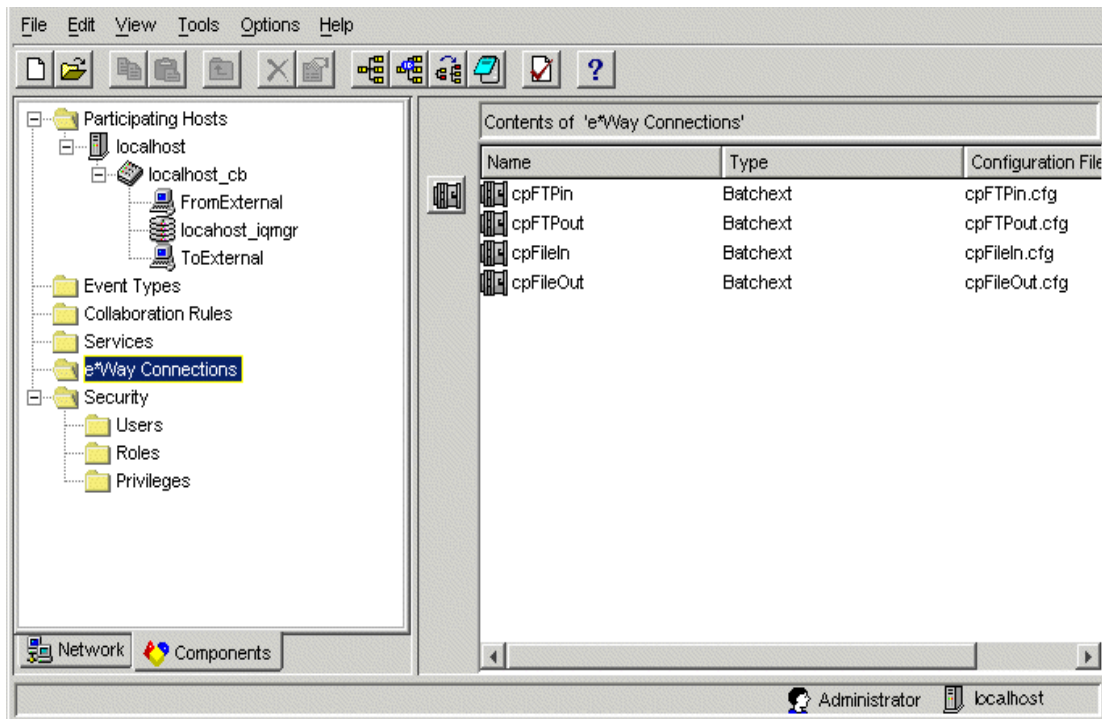 File Edit View Tools Options Help
?
Participating Hosts
localhost
localhost_cb
FromExternal
locahost_iqmgr
ToExternal
Event Types
Collaboration Rules
Services
e*Way Connections
Security
Users
Roles
Privileges
Network
Components
Contents of 'e*Way Connections'
Name Type Configuration File
cpFTPin Batchext cpFTPin.cfg
cpFTPout Batchext cpFTPout.cfg
cpFileIn Batchext cpFileIn.cfg
cpFileOut Batchext cpFileOut.cfg
Administrator localhost